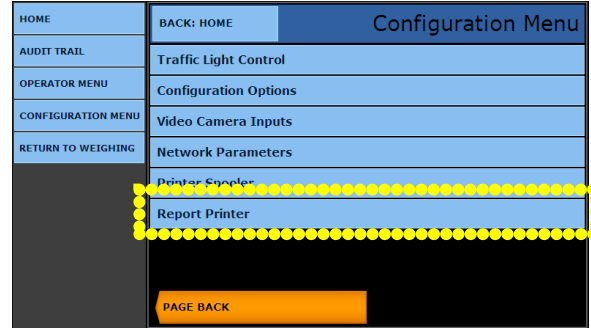 HOME
AUDIT TRAIL
OPERATOR MENU
CONFIGURATION MENU
RETURN TO WEIGHING
BACK: HOME
Configuration Menu
Traffic Light Control
Configuration Options
Video Camera Inputs
Network Parameters
Printer Spooler
Report Printer
PAGE BACK